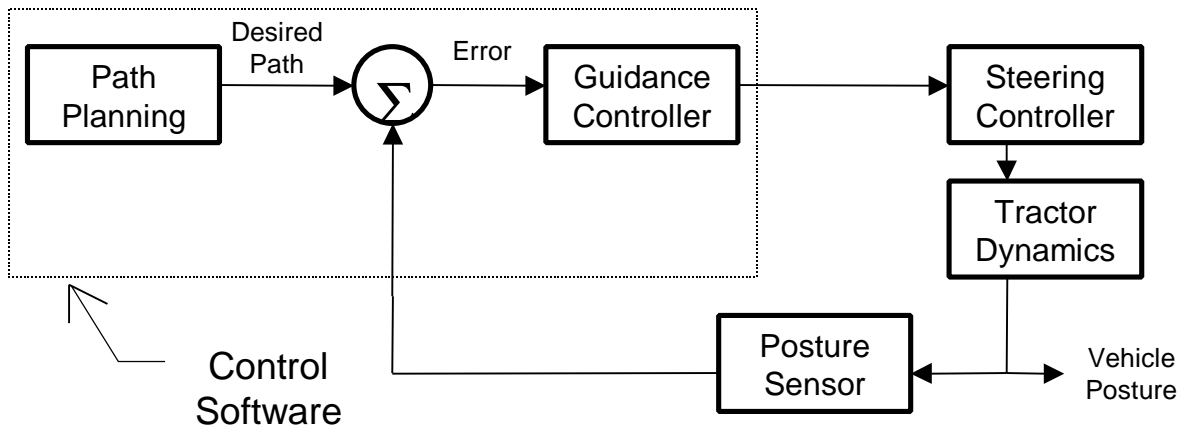 Path
Planning
Desired
Path
Σ
Error
Guidance
Controller
Steering
Controller
Tractor
Dynamics
Posture
Sensor
Vehicle
Posture
Control
Software